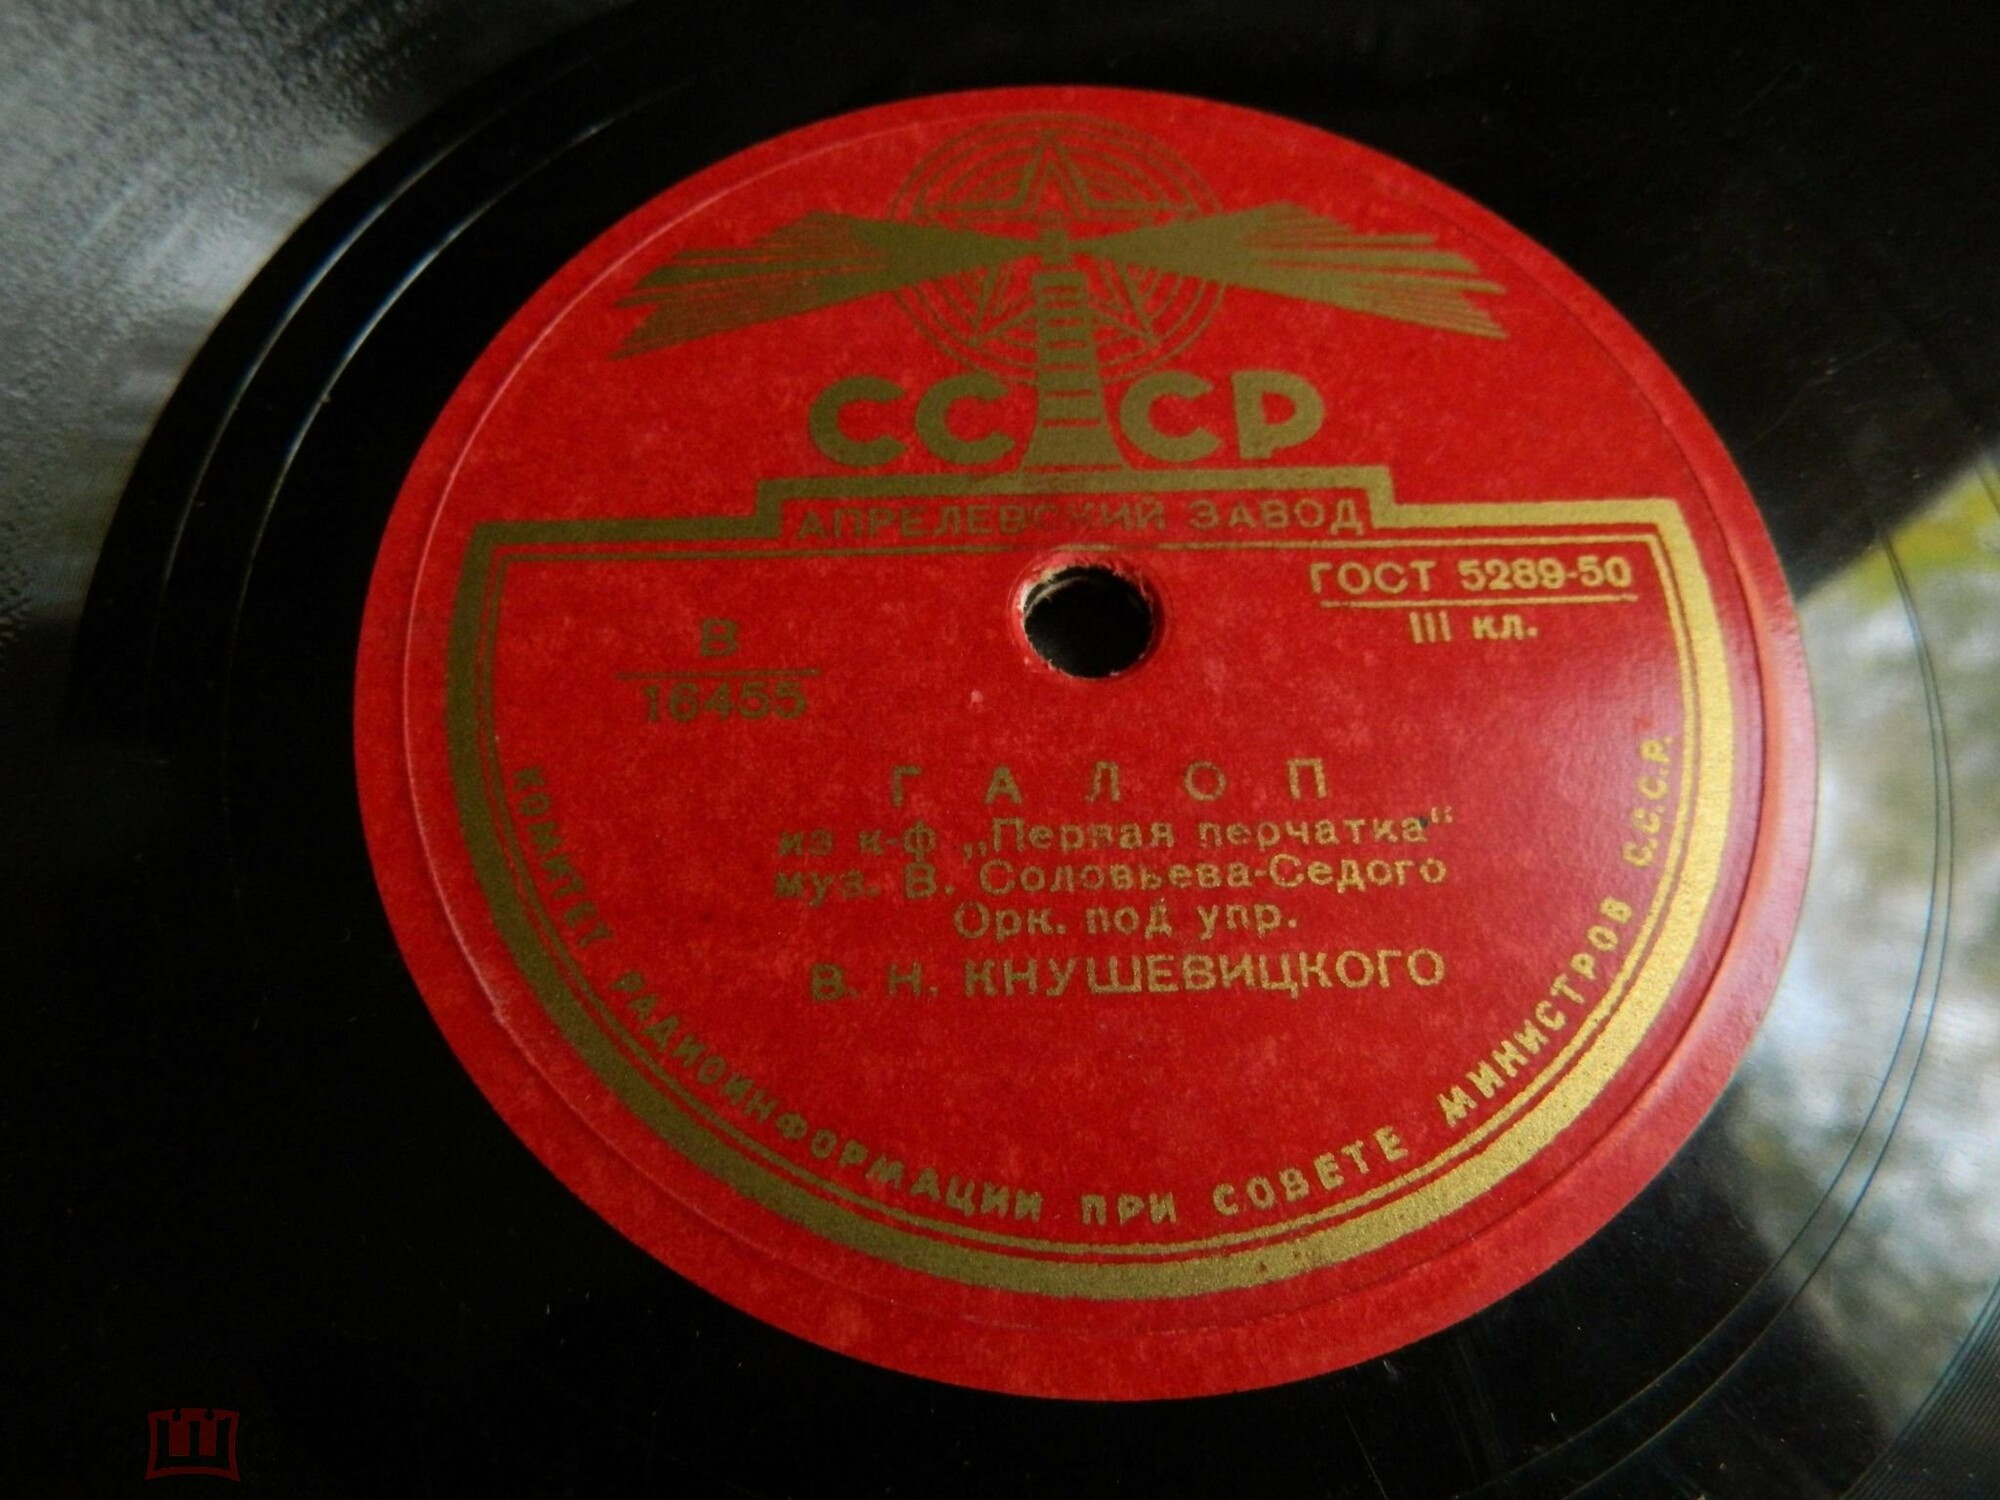 СССР
АПРЕЛЕВСКИЙ ЗАВОД
ГОСТ 5289-50
III кл.
В
16455
ГАЛОП
из к-ф „Первая перчатка“
муз. В. Соловьева-Седого
Орк. под упр.
В. Н. КНУШЕВИЦКОГО
КОМИТЕТ РАДИОИНФОРМАЦИИ ПРИ СОВЕТЕ МИНИСТРОВ С.С.С.Р.